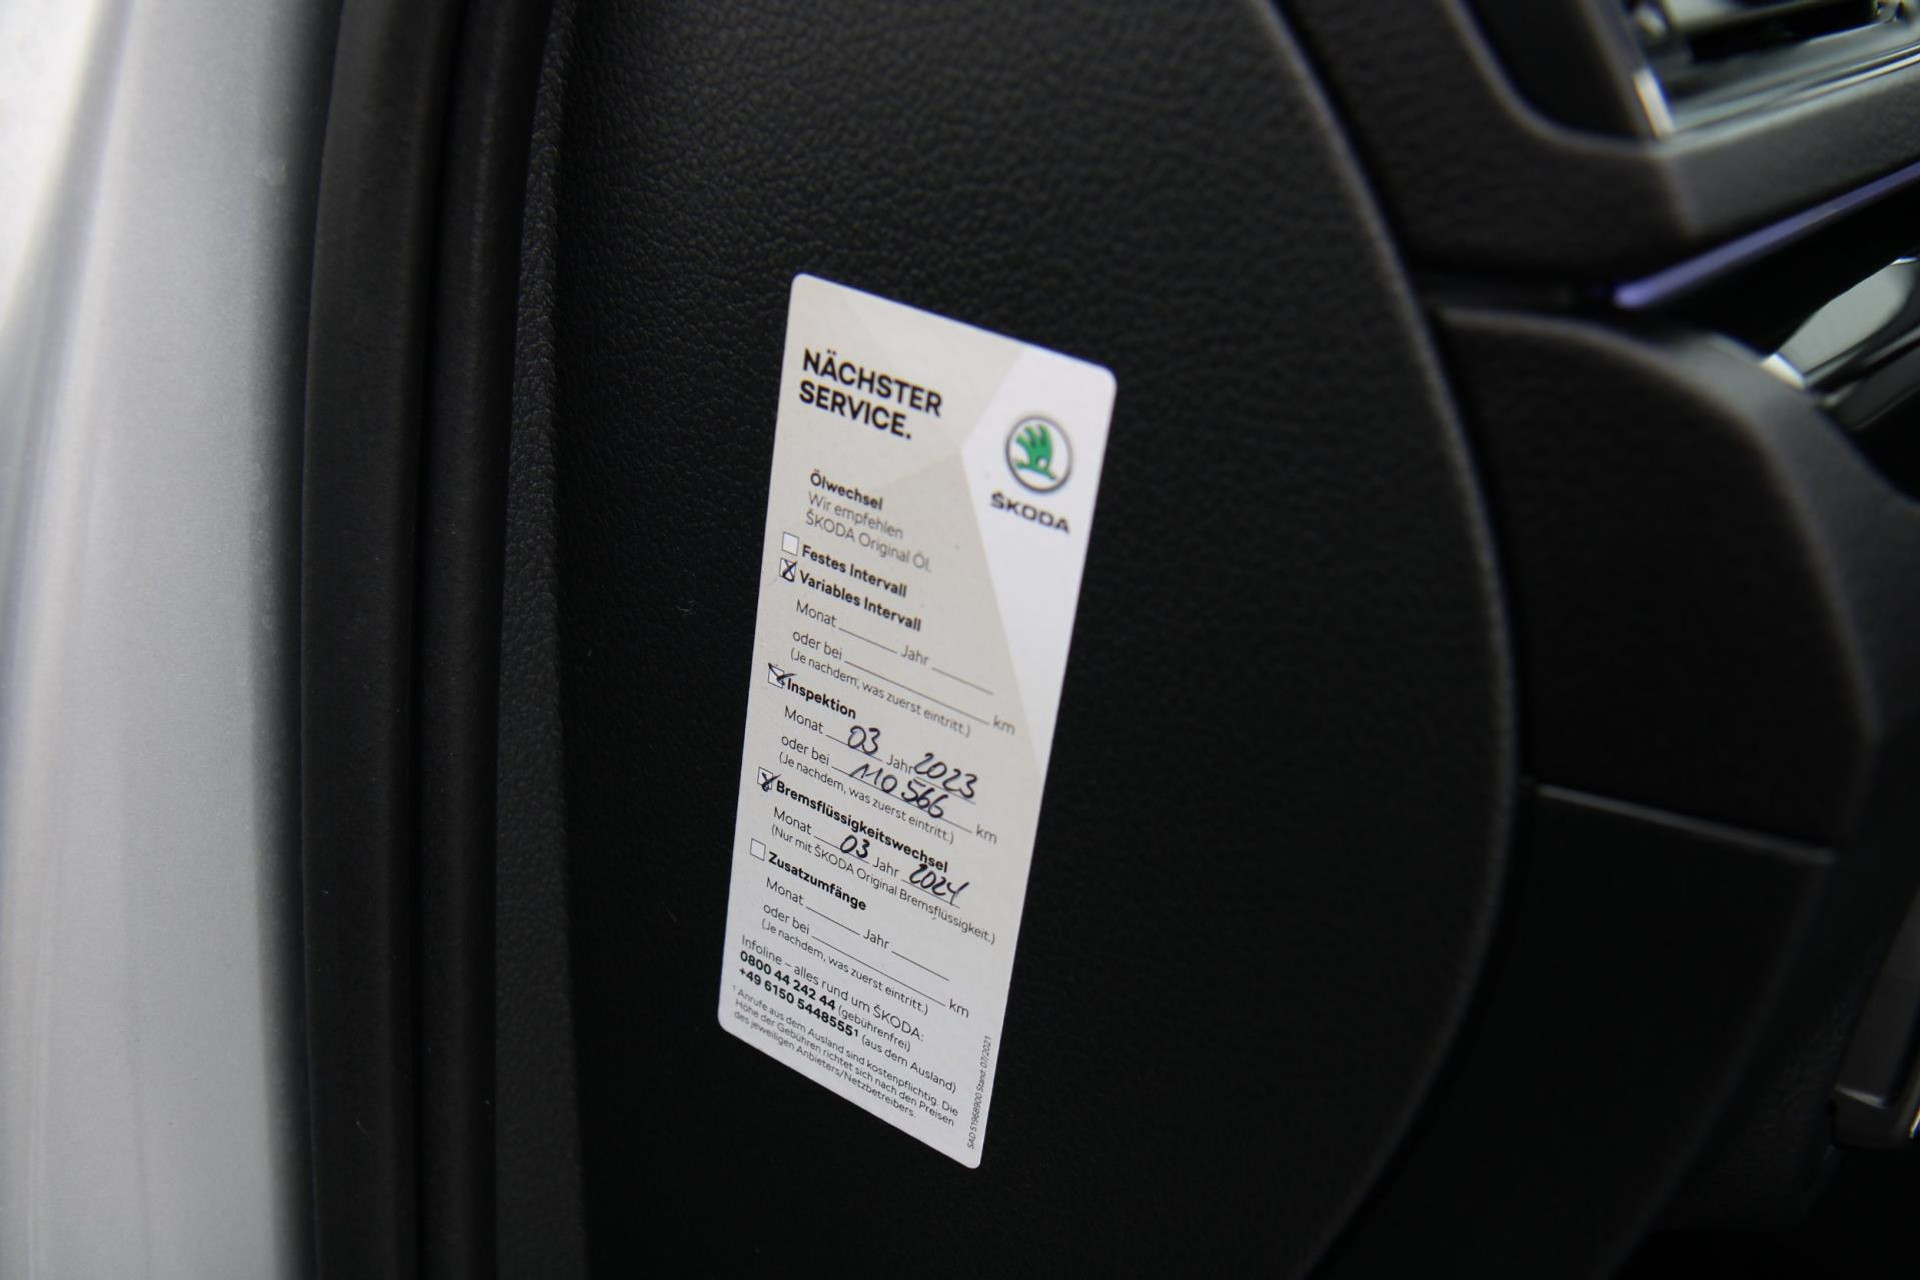 NÄCHSTER
SERVICE.
ŠKODA
Ölwechsel
Wir empfehlen
ŠKODA Original Öl.
Festes Intervall
Variables Intervall
Monat Jahr
oder bei km
(Je nachdem, was zuerst eintritt.)
Inspektion
Monat 03 Jahr 2023
oder bei 110 566 km
(Je nachdem, was zuerst eintritt.)
Bremsflüssigkeitswechsel
Monat 03 Jahr 2024
(Nur mit ŠKODA Original Bremsflüssigkeit.)
Zusatzumfänge
Monat Jahr
oder bei km
(Je nachdem, was zuerst eintritt.)
Infoline – alles rund um ŠKODA:
0800 44 242 44 (gebührenfrei)
+49 6150 5448555¹ (aus dem Ausland)
¹ Anrufe aus dem Ausland sind kostenpflichtig. Die
Höhe der Gebühren richtet sich nach den Preisen
des jeweiligen Anbieters/Netzbetreibers.
SAD 51968900 Stand: 07/2021